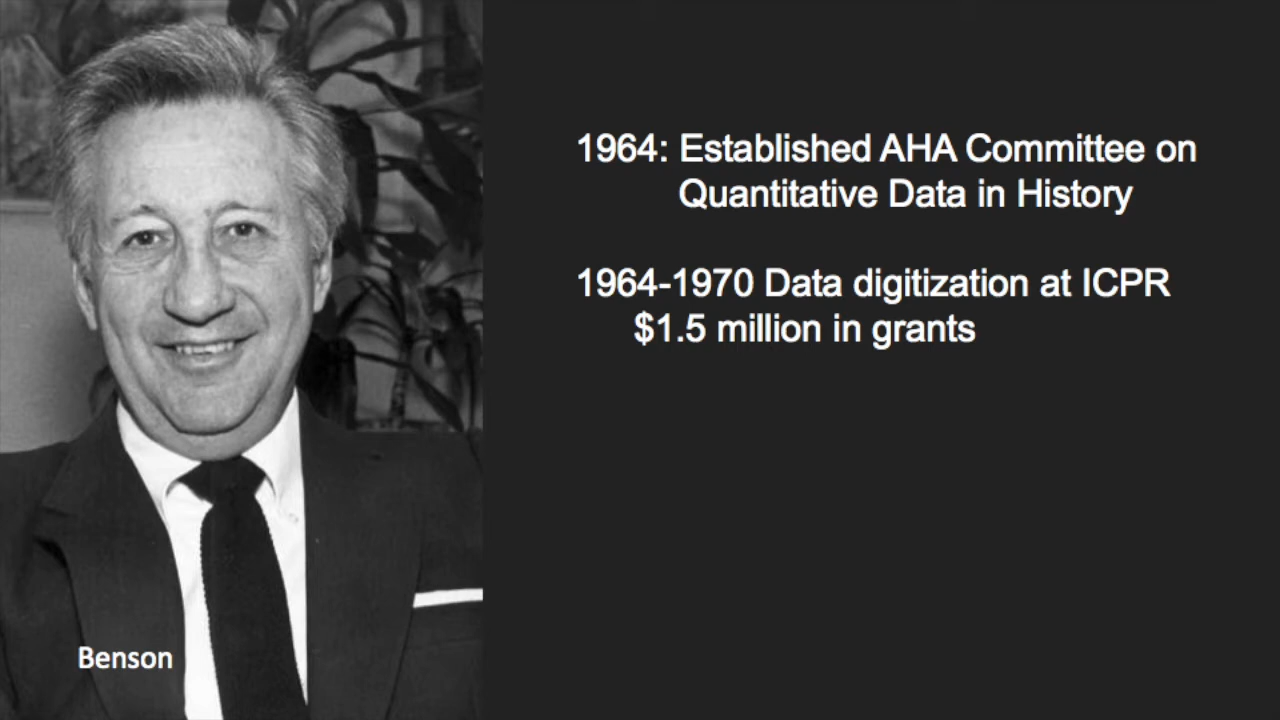 1964: Established AHA Committee on
Quantitative Data in History
1964-1970 Data digitization at ICPR
$1.5 million in grants
Benson